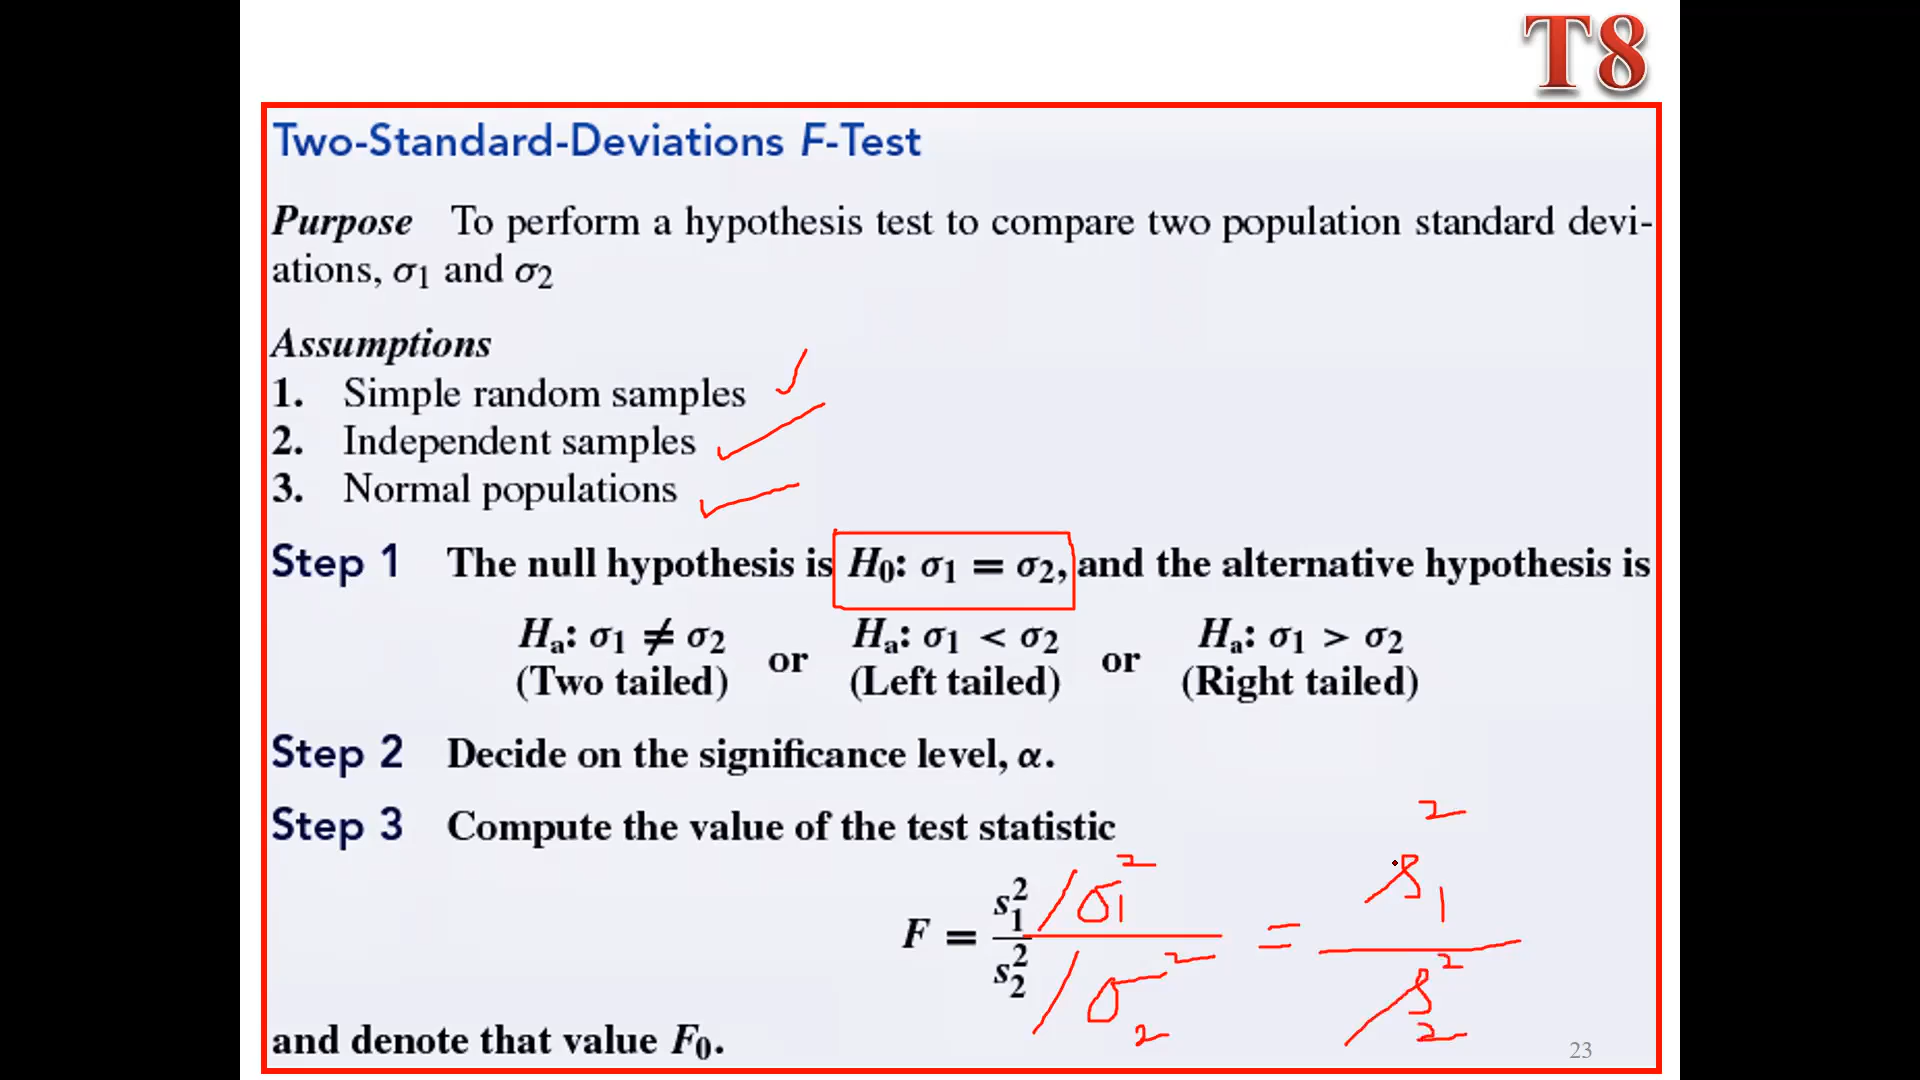 T8
Two-Standard-Deviations F-Test
Purpose To perform a hypothesis test to compare two population standard devi-
ations, σ₁ and σ₂
Assumptions
1. Simple random samples
2. Independent samples
3. Normal populations
Step 1 The null hypothesis is H₀: σ₁ = σ₂, and the alternative hypothesis is
Hₐ: σ₁ ≠ σ₂ or Hₐ: σ₁ < σ₂ or Hₐ: σ₁ > σ₂
(Two tailed) (Left tailed) (Right tailed)
Step 2 Decide on the significance level, α.
Step 3 Compute the value of the test statistic
F = s₁² / σ₁² / s₂² / σ₂² = s₁² / s₂²
and denote that value F₀.
23